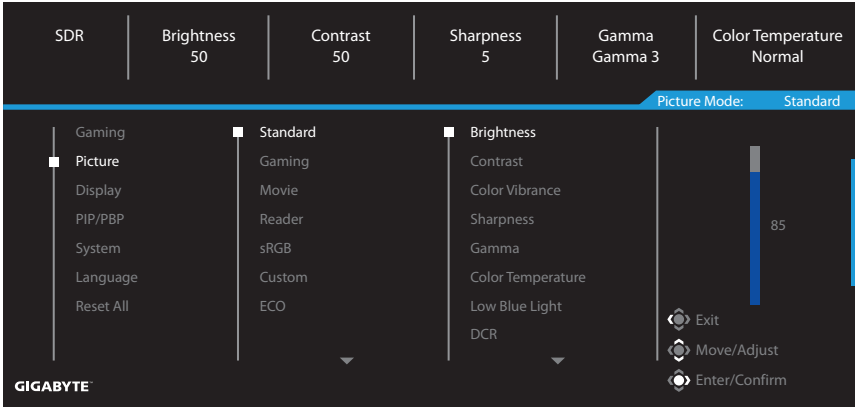 SDR
Brightness
50
Contrast
50
Sharpness
5
Gamma
Gamma 3
Color Temperature
Normal
Picture Mode: Standard
Gaming
Picture
Display
PIP/PBP
System
Language
Reset All
Standard
Gaming
Movie
Reader
sRGB
Custom
ECO
Brightness
Contrast
Color Vibrance
Sharpness
Gamma
Color Temperature
Low Blue Light
DCR
85
Exit
Move/Adjust
Enter/Confirm
GIGABYTE™